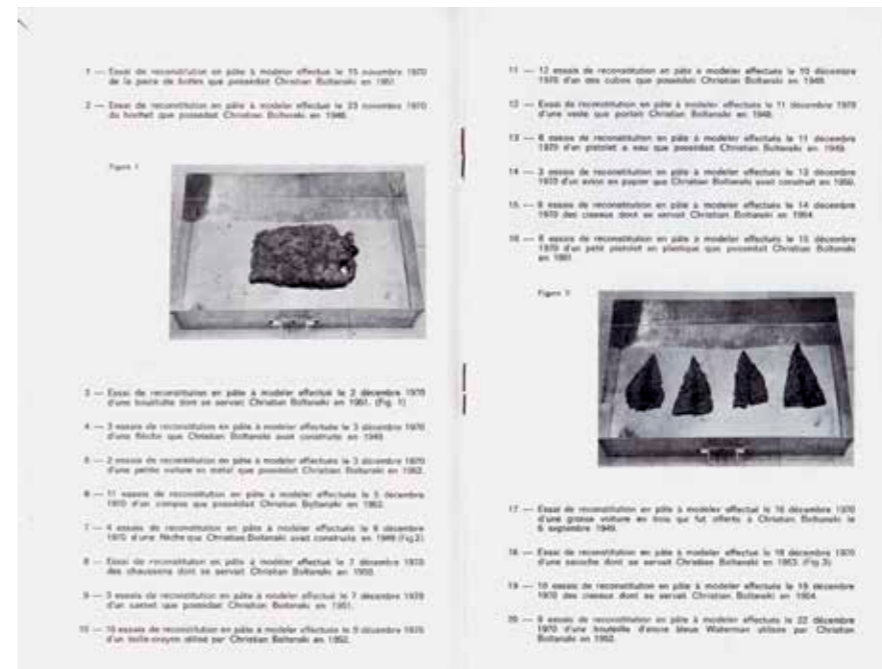 1 — Essai de reconstitution en pâte à modeler effectué le 15 novembre 1970
de la paire de bottes que possédait Christian Boltanski en 1951.
2 — Essai de reconstitution en pâte à modeler effectué le 23 novembre 1970
du hochet que possédait Christian Boltanski en 1946.
Figure 1
3 — Essai de reconstitution en pâte à modeler effectué le 2 décembre 1970
d'une bouillotte dont se servait Christian Boltanski en 1951. (Fig. 1)
4 — 3 essais de reconstitution en pâte à modeler effectués le 3 décembre 1970
d'une flèche que Christian Boltanski avait construite en 1949.
5 — 2 essais de reconstitution en pâte à modeler effectués le 3 décembre 1970
d'une petite voiture en métal que possédait Christian Boltanski en 1952.
6 — 11 essais de reconstitution en pâte à modeler effectués le 5 décembre
1970 d'un compas que possédait Christian Boltanski en 1952.
7 — 4 essais de reconstitution en pâte à modeler effectués le 6 décembre
1970 d'une flèche que Christian Boltanski avait construite en 1949 (Fig.2)
8 — Essai de reconstitution en pâte à modeler effectué le 7 décembre 1970
des chaussons dont se servait Christian Boltanski en 1950.
9 — 3 essais de reconstitution en pâte à modeler effectués le 7 décembre 1970
d'un carnet que possédait Christian Boltanski en 1951.
10 — 10 essais de reconstitution en pâte à modeler effectués le 9 décembre 1970
d'un taille-crayon utilisé par Christian Boltanski en 1952.
11 — 12 essais de reconstitution en pâte à modeler effectués le 10 décembre
1970 d'un des cubes que possédait Christian Boltanski en 1949.
12 — Essai de reconstitution en pâte à modeler effectué le 11 décembre 1970
d'une veste que portait Christian Boltanski en 1948.
13 — 6 essais de reconstitution en pâte à modeler effectués le 11 décembre
1970 d'un pistolet à eau que possédait Christian Boltanski en 1949.
14 — 3 essais de reconstitution en pâte à modeler effectués le 13 décembre
1970 d'un avion en papier que Christian Boltanski avait construit en 1950.
15 — 8 essais de reconstitution en pâte à modeler effectués le 14 décembre
1970 des ciseaux dont se servait Christian Boltanski en 1954.
16 — 8 essais de reconstitution en pâte à modeler effectués le 15 décembre
1970 d'un petit pistolet en plastique que possédait Christian Boltanski
en 1951.
Figure
17 — Essai de reconstitution en pâte à modeler effectué le 16 décembre 1970
d'une grosse voiture en bois qui fut offerte à Christian Boltanski le
6 septembre 1949.
18 — Essai de reconstitution en pâte à modeler effectué le 18 décembre 1970
d'une sacoche dont se servait Christian Boltanski en 1953. (Fig.3)
19 — 10 essais de reconstitution en pâte à modeler effectués le 19 décembre
1970 des ciseaux dont se servait Christian Boltanski en 1954.
20 — 8 essais de reconstitution en pâte à modeler effectués le 22 décembre
1970 d'une bouteille d'encre bleue Waterman utilisée par Christian
Boltanski en 1952.